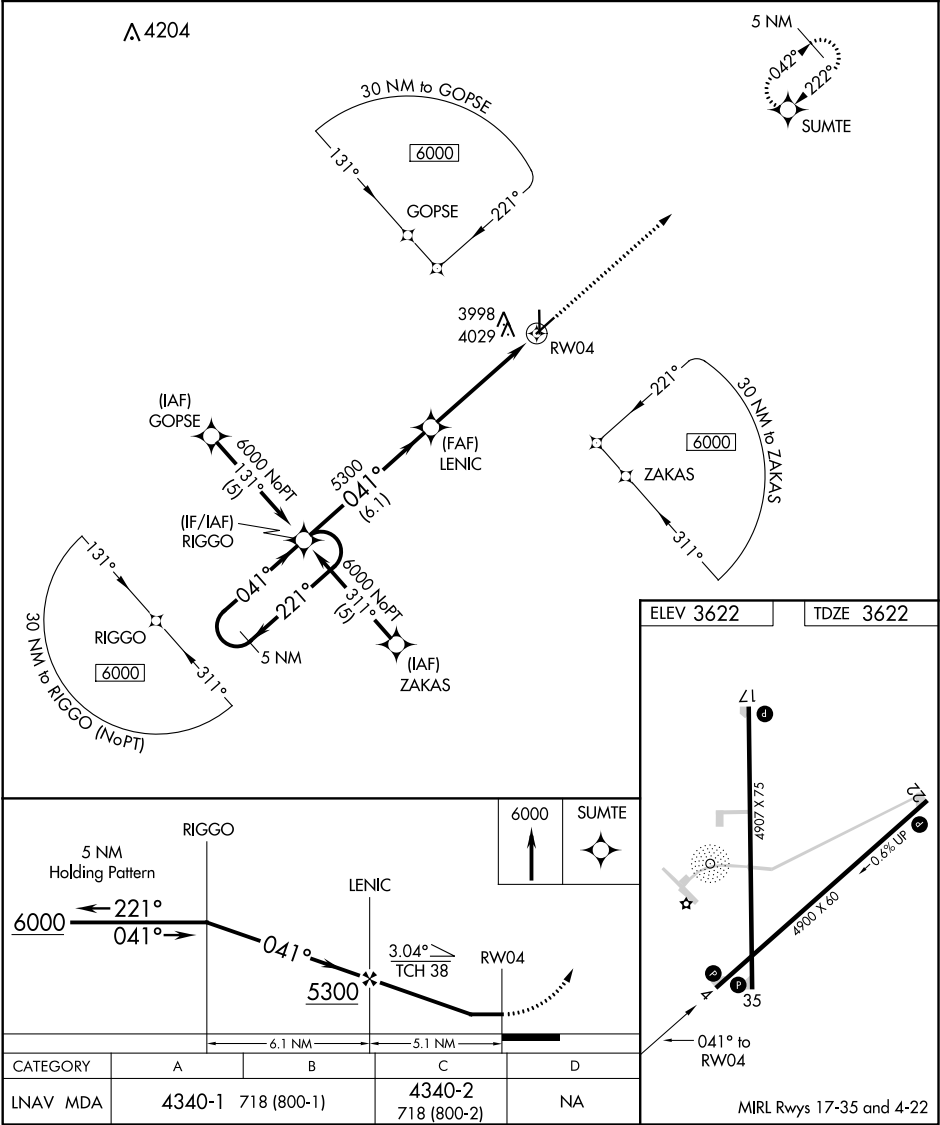 4204
5 NM
042°
222°
SUMTE
30 NM to GOPSE
6000
131°
221°
GOPSE
3998
4029
RW04
(IAF)
GOPSE
6000 NoPT
131°
(5)
(FAF)
LENIC
5300
041°
(6.1)
221°
30 NM to ZAKAS
6000
ZAKAS
311°
(IF/IAF)
RIGGO
041°
221°
6000 NoPT
311°
(5)
5 NM
(IAF)
ZAKAS
131°
RIGGO
6000
311°
30 NM to RIGGO (NoPT)
ELEV 3622
TDZE 3622
17
P
4907 X 75
22
P
0.6% UP
4900 X 60
P
P
4
35
041° to
RW04
MIRL Rwys 17-35 and 4-22
6000
SUMTE
RIGGO
5 NM
Holding Pattern
LENIC
6000
221°
041°
041°
3.04°
TCH 38
RW04
5300
6.1 NM
5.1 NM
CATEGORY A B C D
LNAV MDA 4340-1 718 (800-1) 4340-2 NA
718 (800-2)